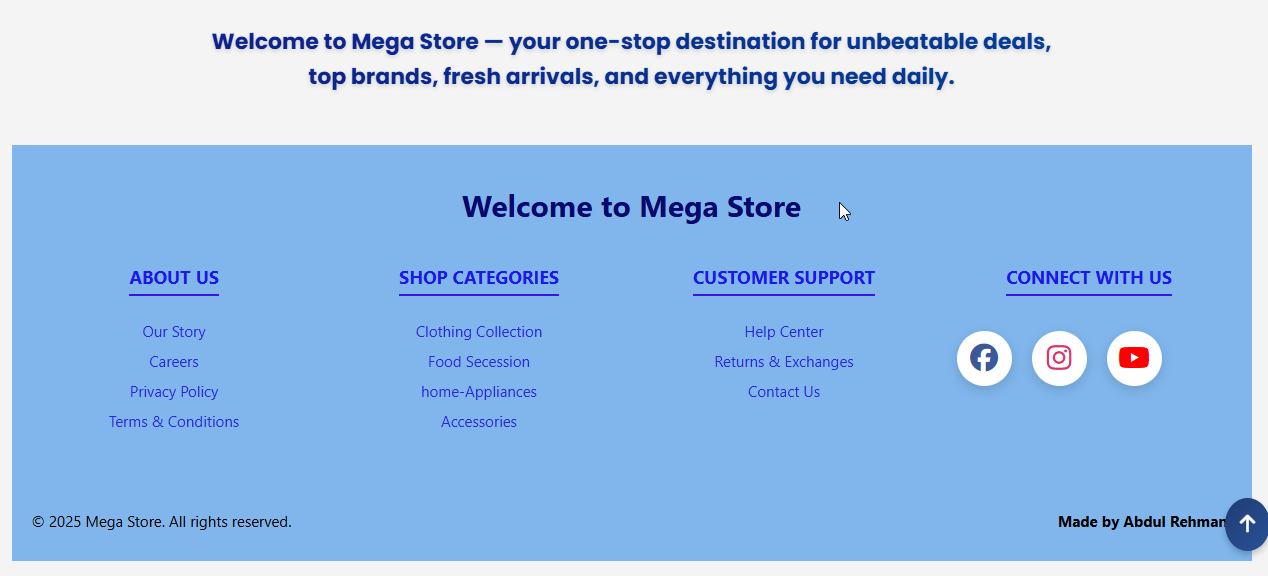 Welcome to Mega Store — your one-stop destination for unbeatable deals,
top brands, fresh arrivals, and everything you need daily.
Welcome to Mega Store
ABOUT US
Our Story
Careers
Privacy Policy
Terms & Conditions
SHOP CATEGORIES
Clothing Collection
Food Secession
home-Appliances
Accessories
CUSTOMER SUPPORT
Help Center
Returns & Exchanges
Contact Us
CONNECT WITH US
© 2025 Mega Store. All rights reserved.
Made by Abdul Rehman